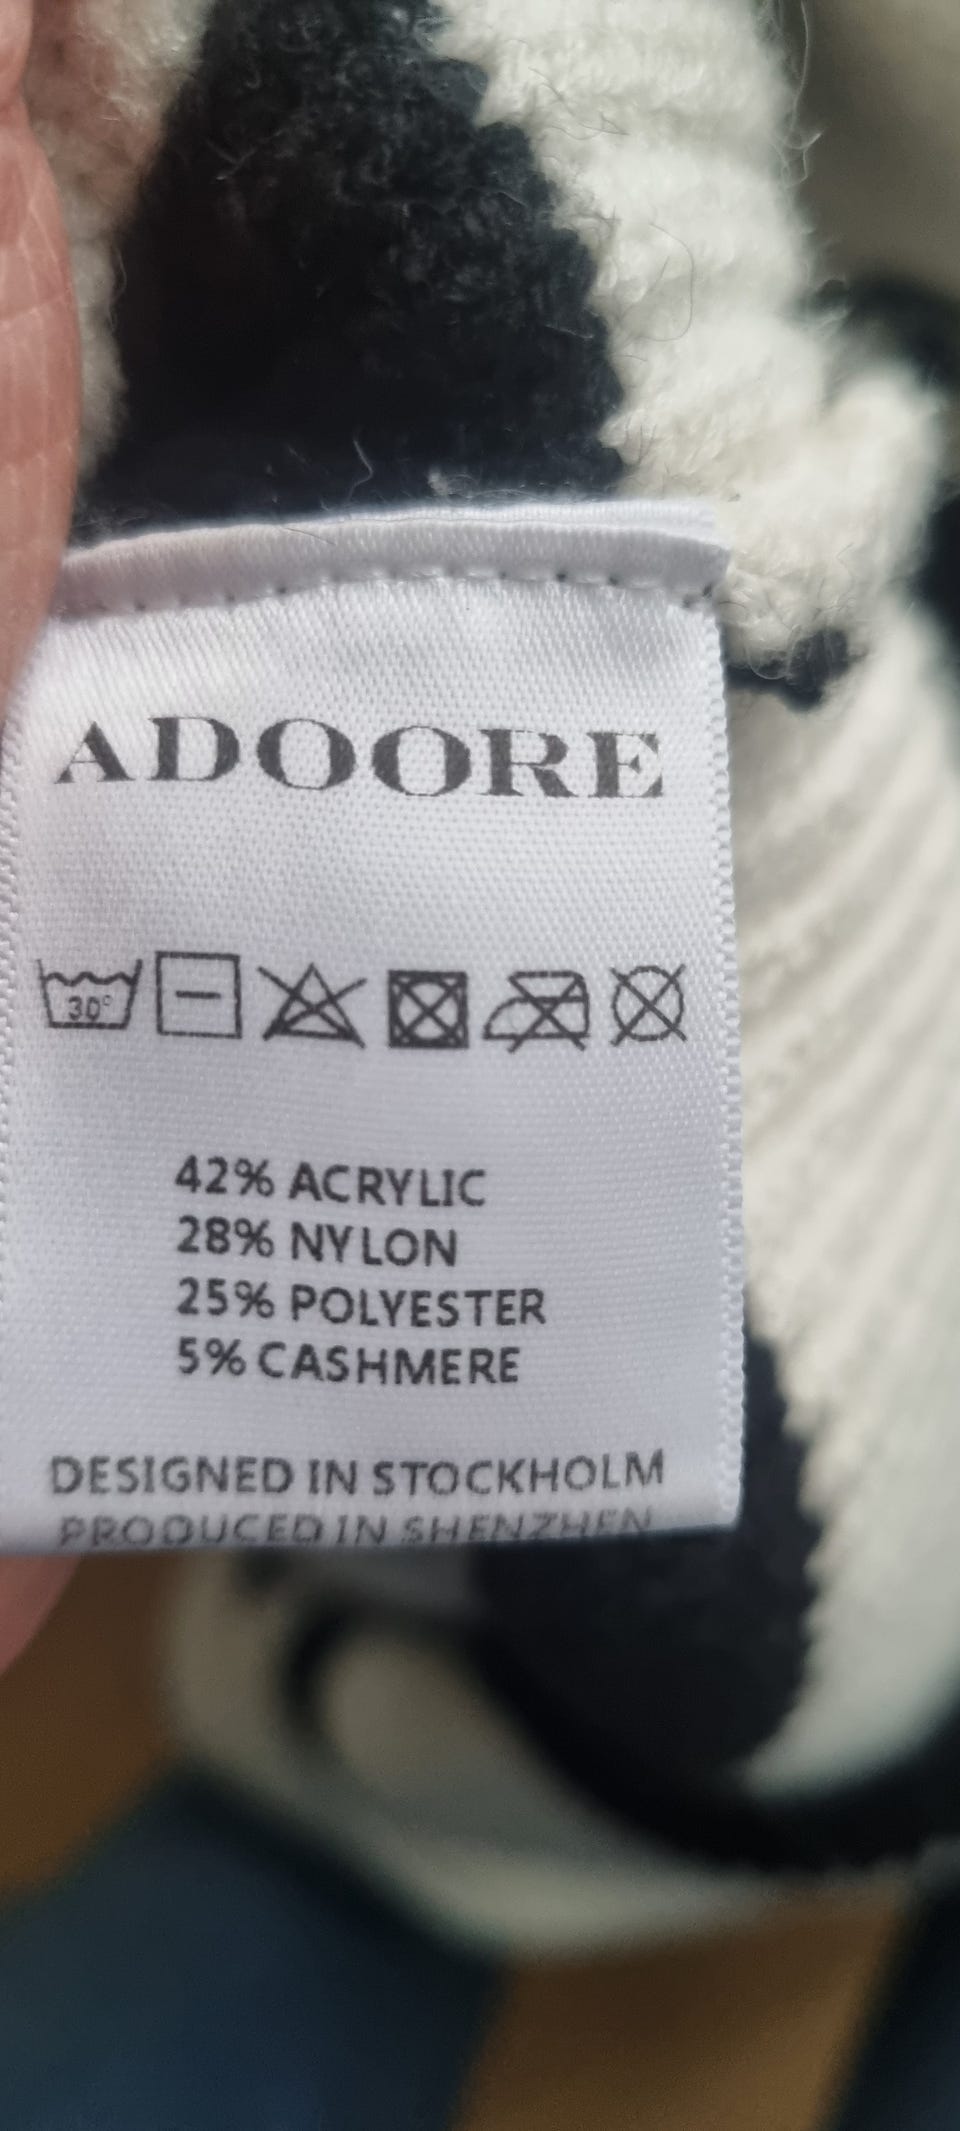 ADOORE
30°
42% ACRYLIC
28% NYLON
25% POLYESTER
5% CASHMERE
DESIGNED IN STOCKHOLM
PRODUCED IN SHENZHEN